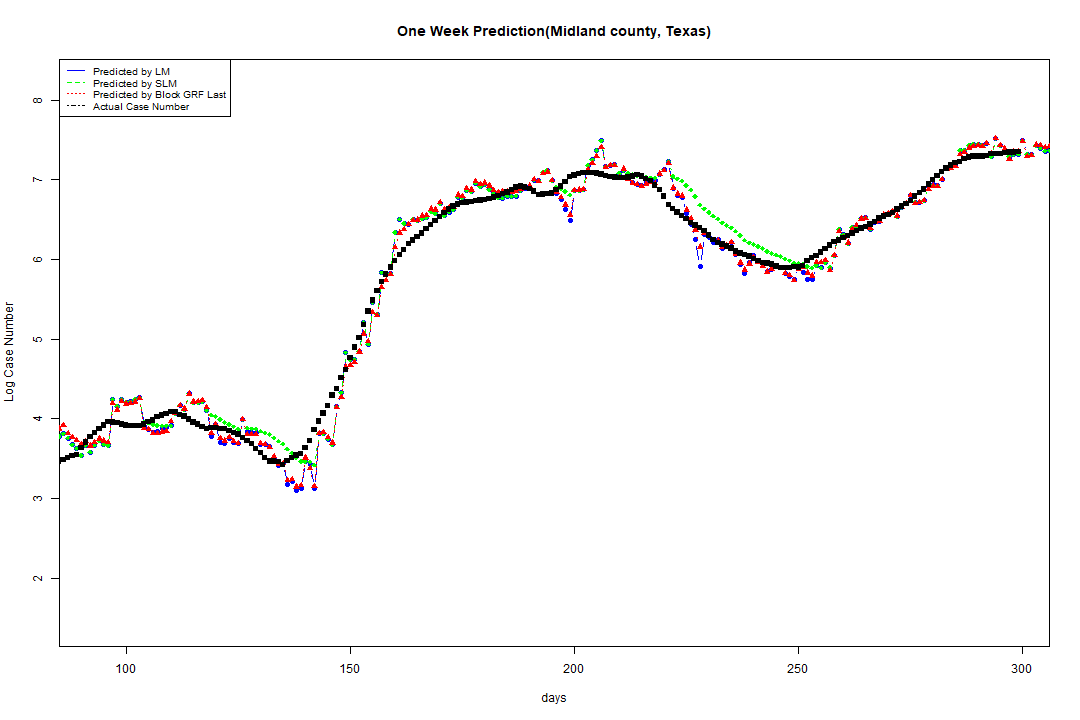 One Week Prediction(Midland county, Texas)
Predicted by LM
Predicted by SLM
Predicted by Block GRF Last
Actual Case Number
Log Case Number
8
7
6
5
4
3
2
100 150 200 250 300
days